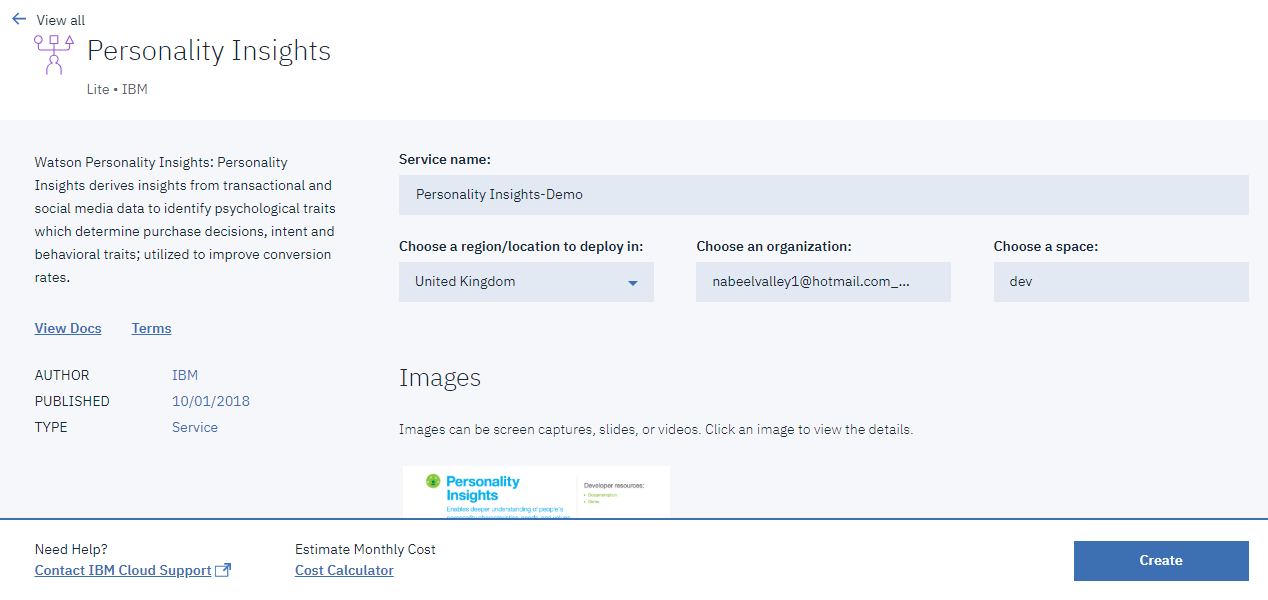 View all
Personality Insights
Lite • IBM
Watson Personality Insights: Personality
Insights derives insights from transactional and
social media data to identify psychological traits
which determine purchase decisions, intent and
behavioral traits; utilized to improve conversion
rates.
View Docs Terms
AUTHOR IBM
PUBLISHED 10/01/2018
TYPE Service
Service name:
Personality Insights-Demo
Choose a region/location to deploy in: Choose an organization: Choose a space:
United Kingdom nabeelvalley1@hotmail.com_... dev
Images
Images can be screen captures, slides, or videos. Click an image to view the details.
Personality
Insights
Enables deeper understanding of people's
Developer resources:
Documentation
Need Help?
Contact IBM Cloud Support
Estimate Monthly Cost
Cost Calculator
Create